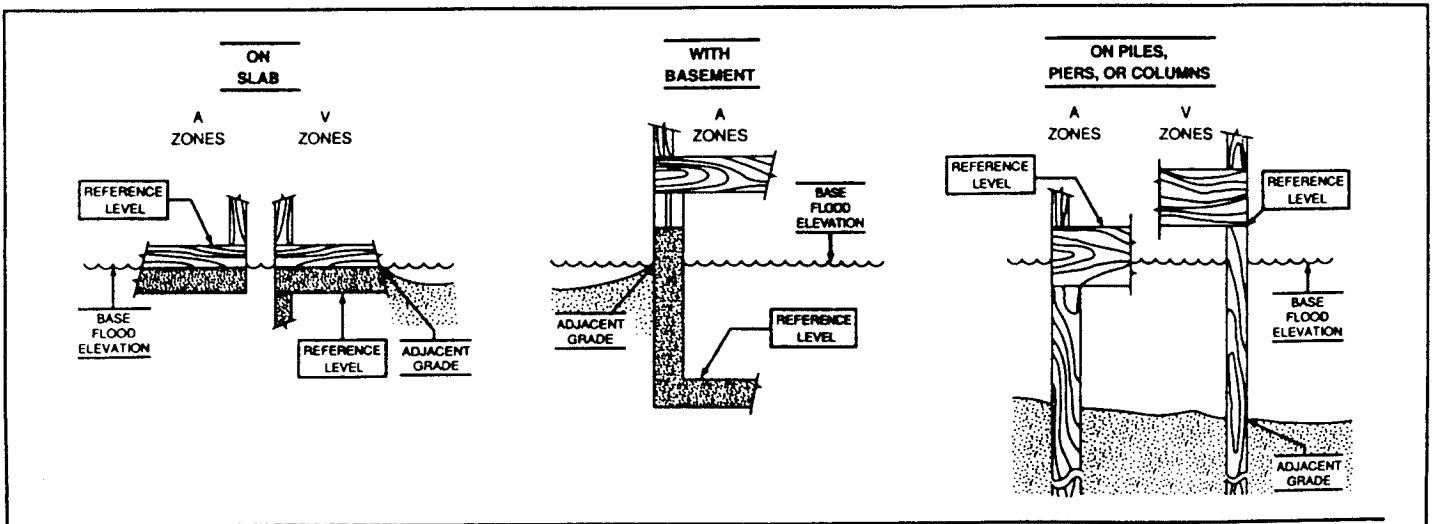 ON
SLAB
A
ZONES
V
ZONES
REFERENCE
LEVEL
BASE
FLOOD
ELEVATION
REFERENCE
LEVEL
ADJACENT
GRADE
WITH
BASEMENT
A
ZONES
BASE
FLOOD
ELEVATION
ADJACENT
GRADE
REFERENCE
LEVEL
ON PILES,
PIERS, OR COLUMNS
A
ZONES
V
ZONES
REFERENCE
LEVEL
REFERENCE
LEVEL
BASE
FLOOD
ELEVATION
ADJACENT
GRADE